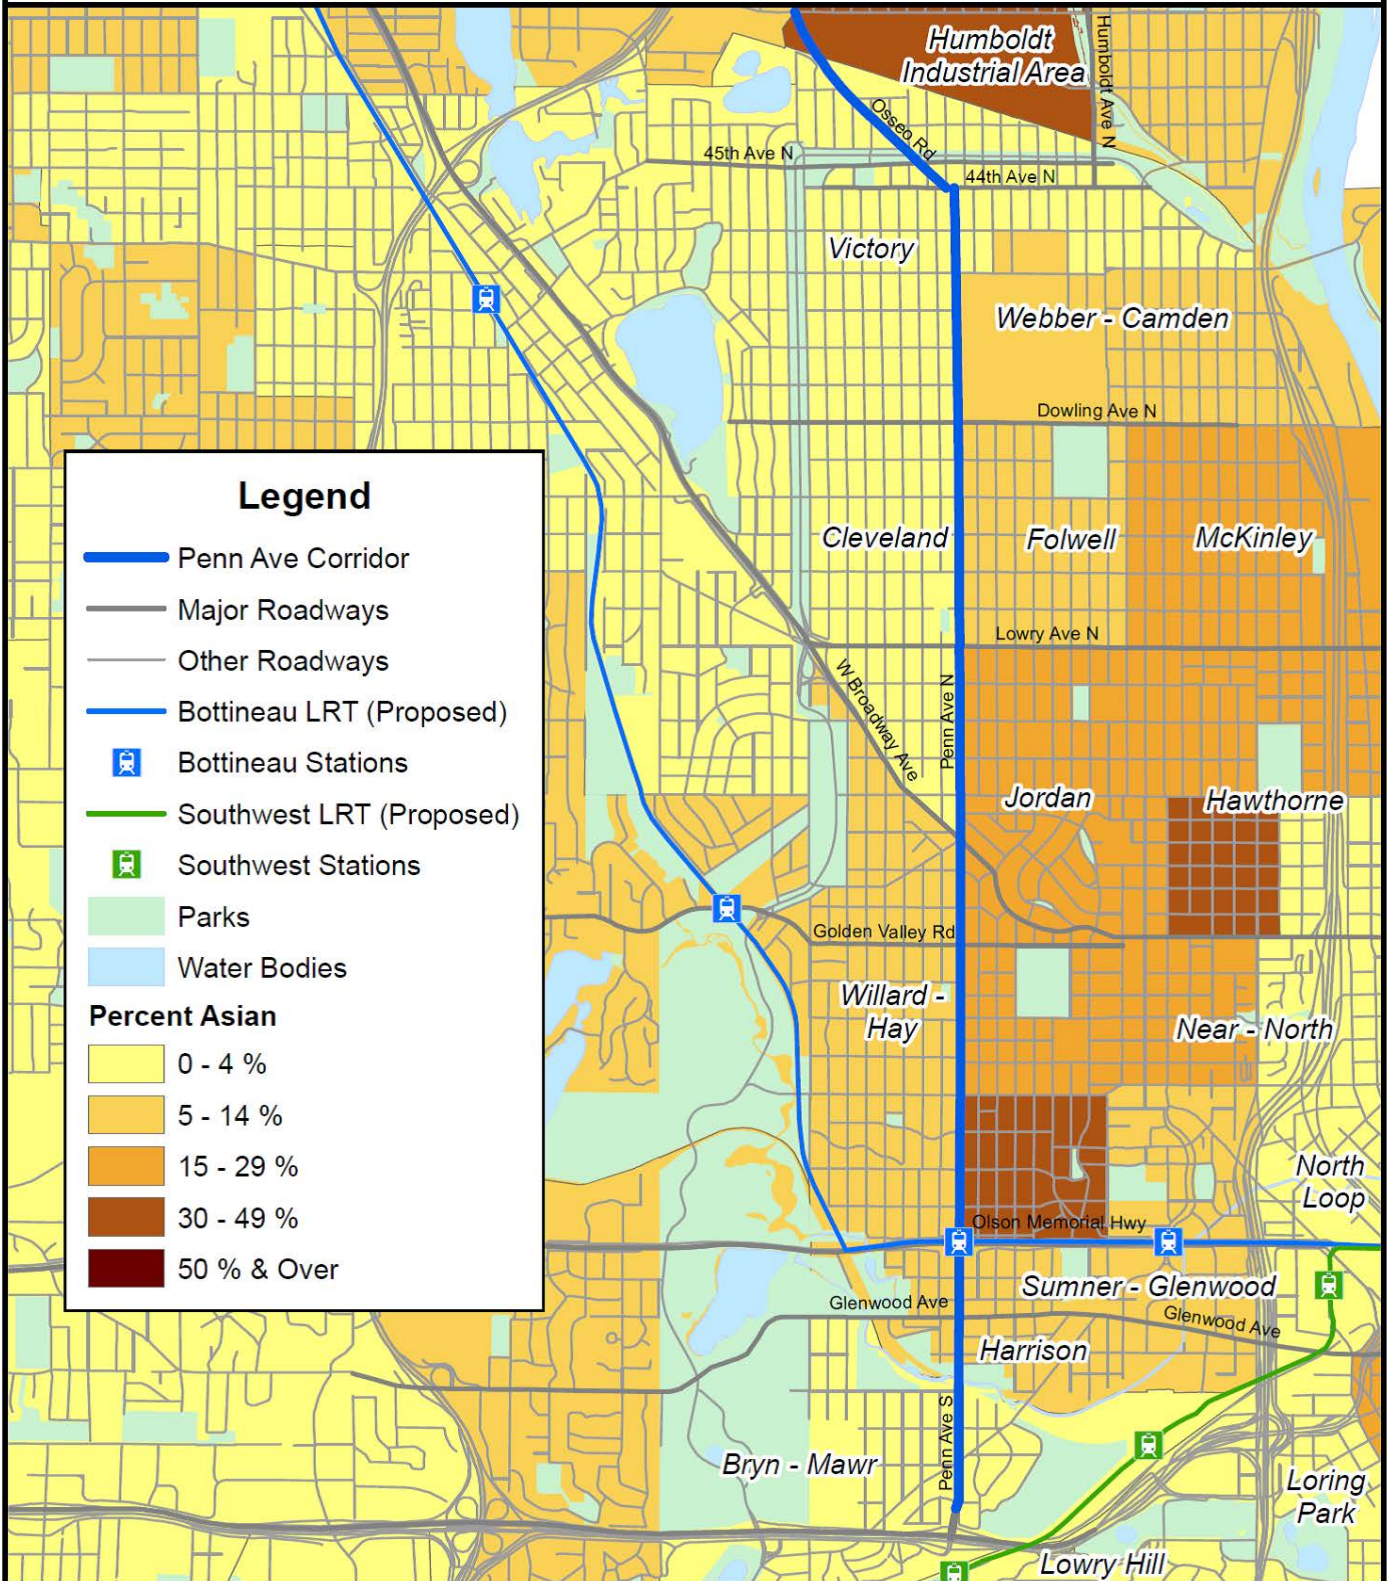 Humboldt
Industrial Area
Humboldt Ave N
Osseo Rd
45th Ave N
44th Ave N
Victory
Webber - Camden
Dowling Ave N
Cleveland
Folwell
McKinley
Lowry Ave N
W Broadway Ave
Penn Ave N
Jordan
Hawthorne
Golden Valley Rd
Willard -
Hay
Near - North
North
Loop
Olson Memorial Hwy
Sumner - Glenwood
Glenwood Ave
Glenwood Ave
Harrison
Penn Ave S
Bryn - Mawr
Loring
Park
Lowry Hill
Legend
Penn Ave Corridor
Major Roadways
Other Roadways
Bottineau LRT (Proposed)
Bottineau Stations
Southwest LRT (Proposed)
Southwest Stations
Parks
Water Bodies
Percent Asian
0 - 4 %
5 - 14 %
15 - 29 %
30 - 49 %
50 % & Over